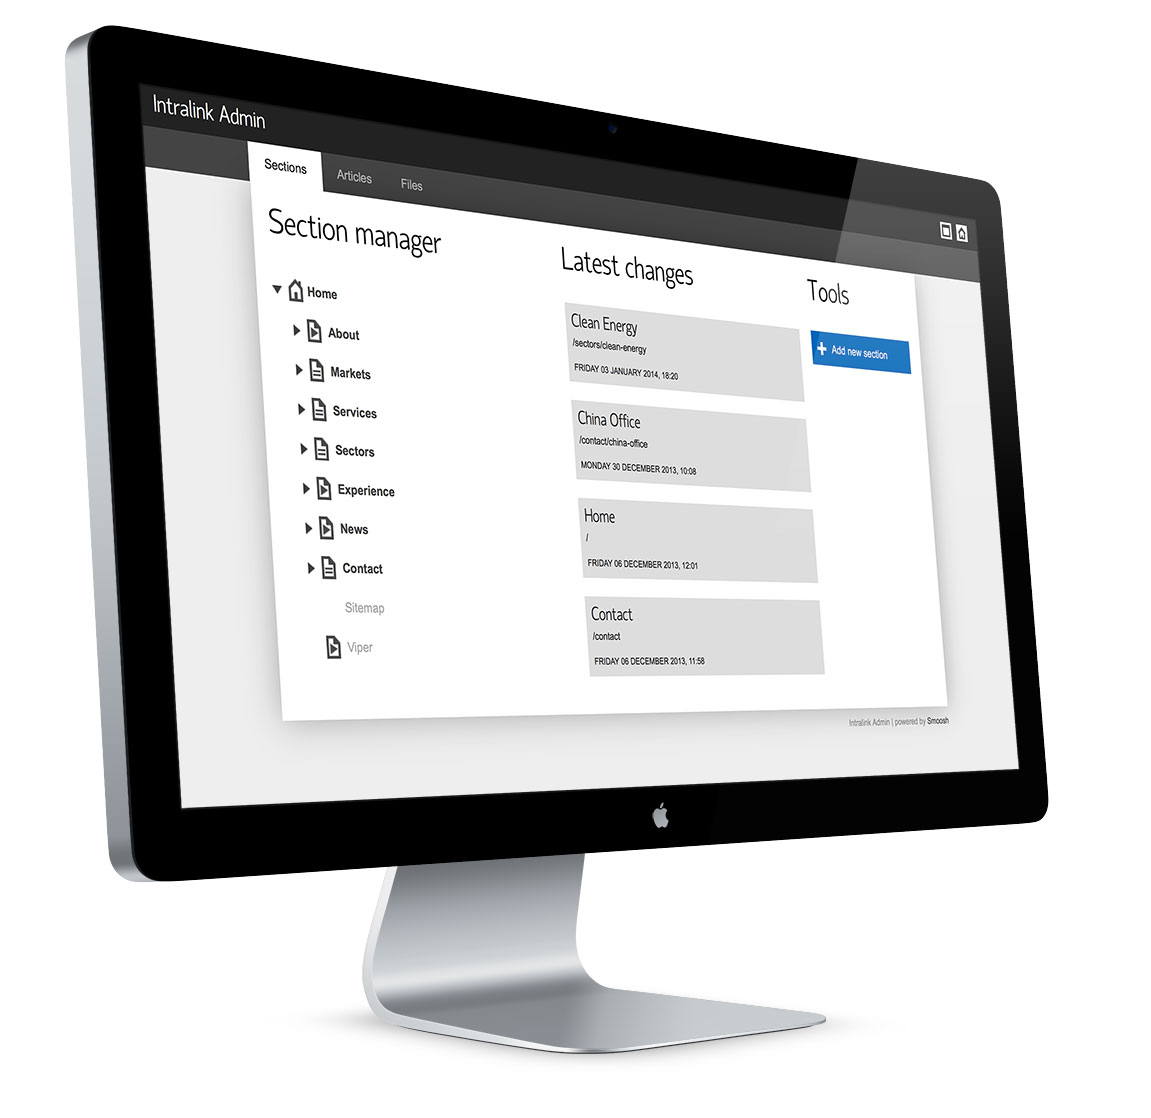 Intralink Admin
Sections
Articles
Files
Section manager
Home
About
Markets
Services
Sectors
Experience
News
Contact
Sitemap
Viper
Latest changes
Clean Energy
/sectors/clean-energy
FRIDAY 03 JANUARY 2014, 18:20
China Office
/contact/china-office
MONDAY 30 DECEMBER 2013, 10:08
Home
/
FRIDAY 06 DECEMBER 2013, 12:01
Contact
/contact
FRIDAY 06 DECEMBER 2013, 11:58
Tools
Add new section
Intralink Admin | powered by Smoosh